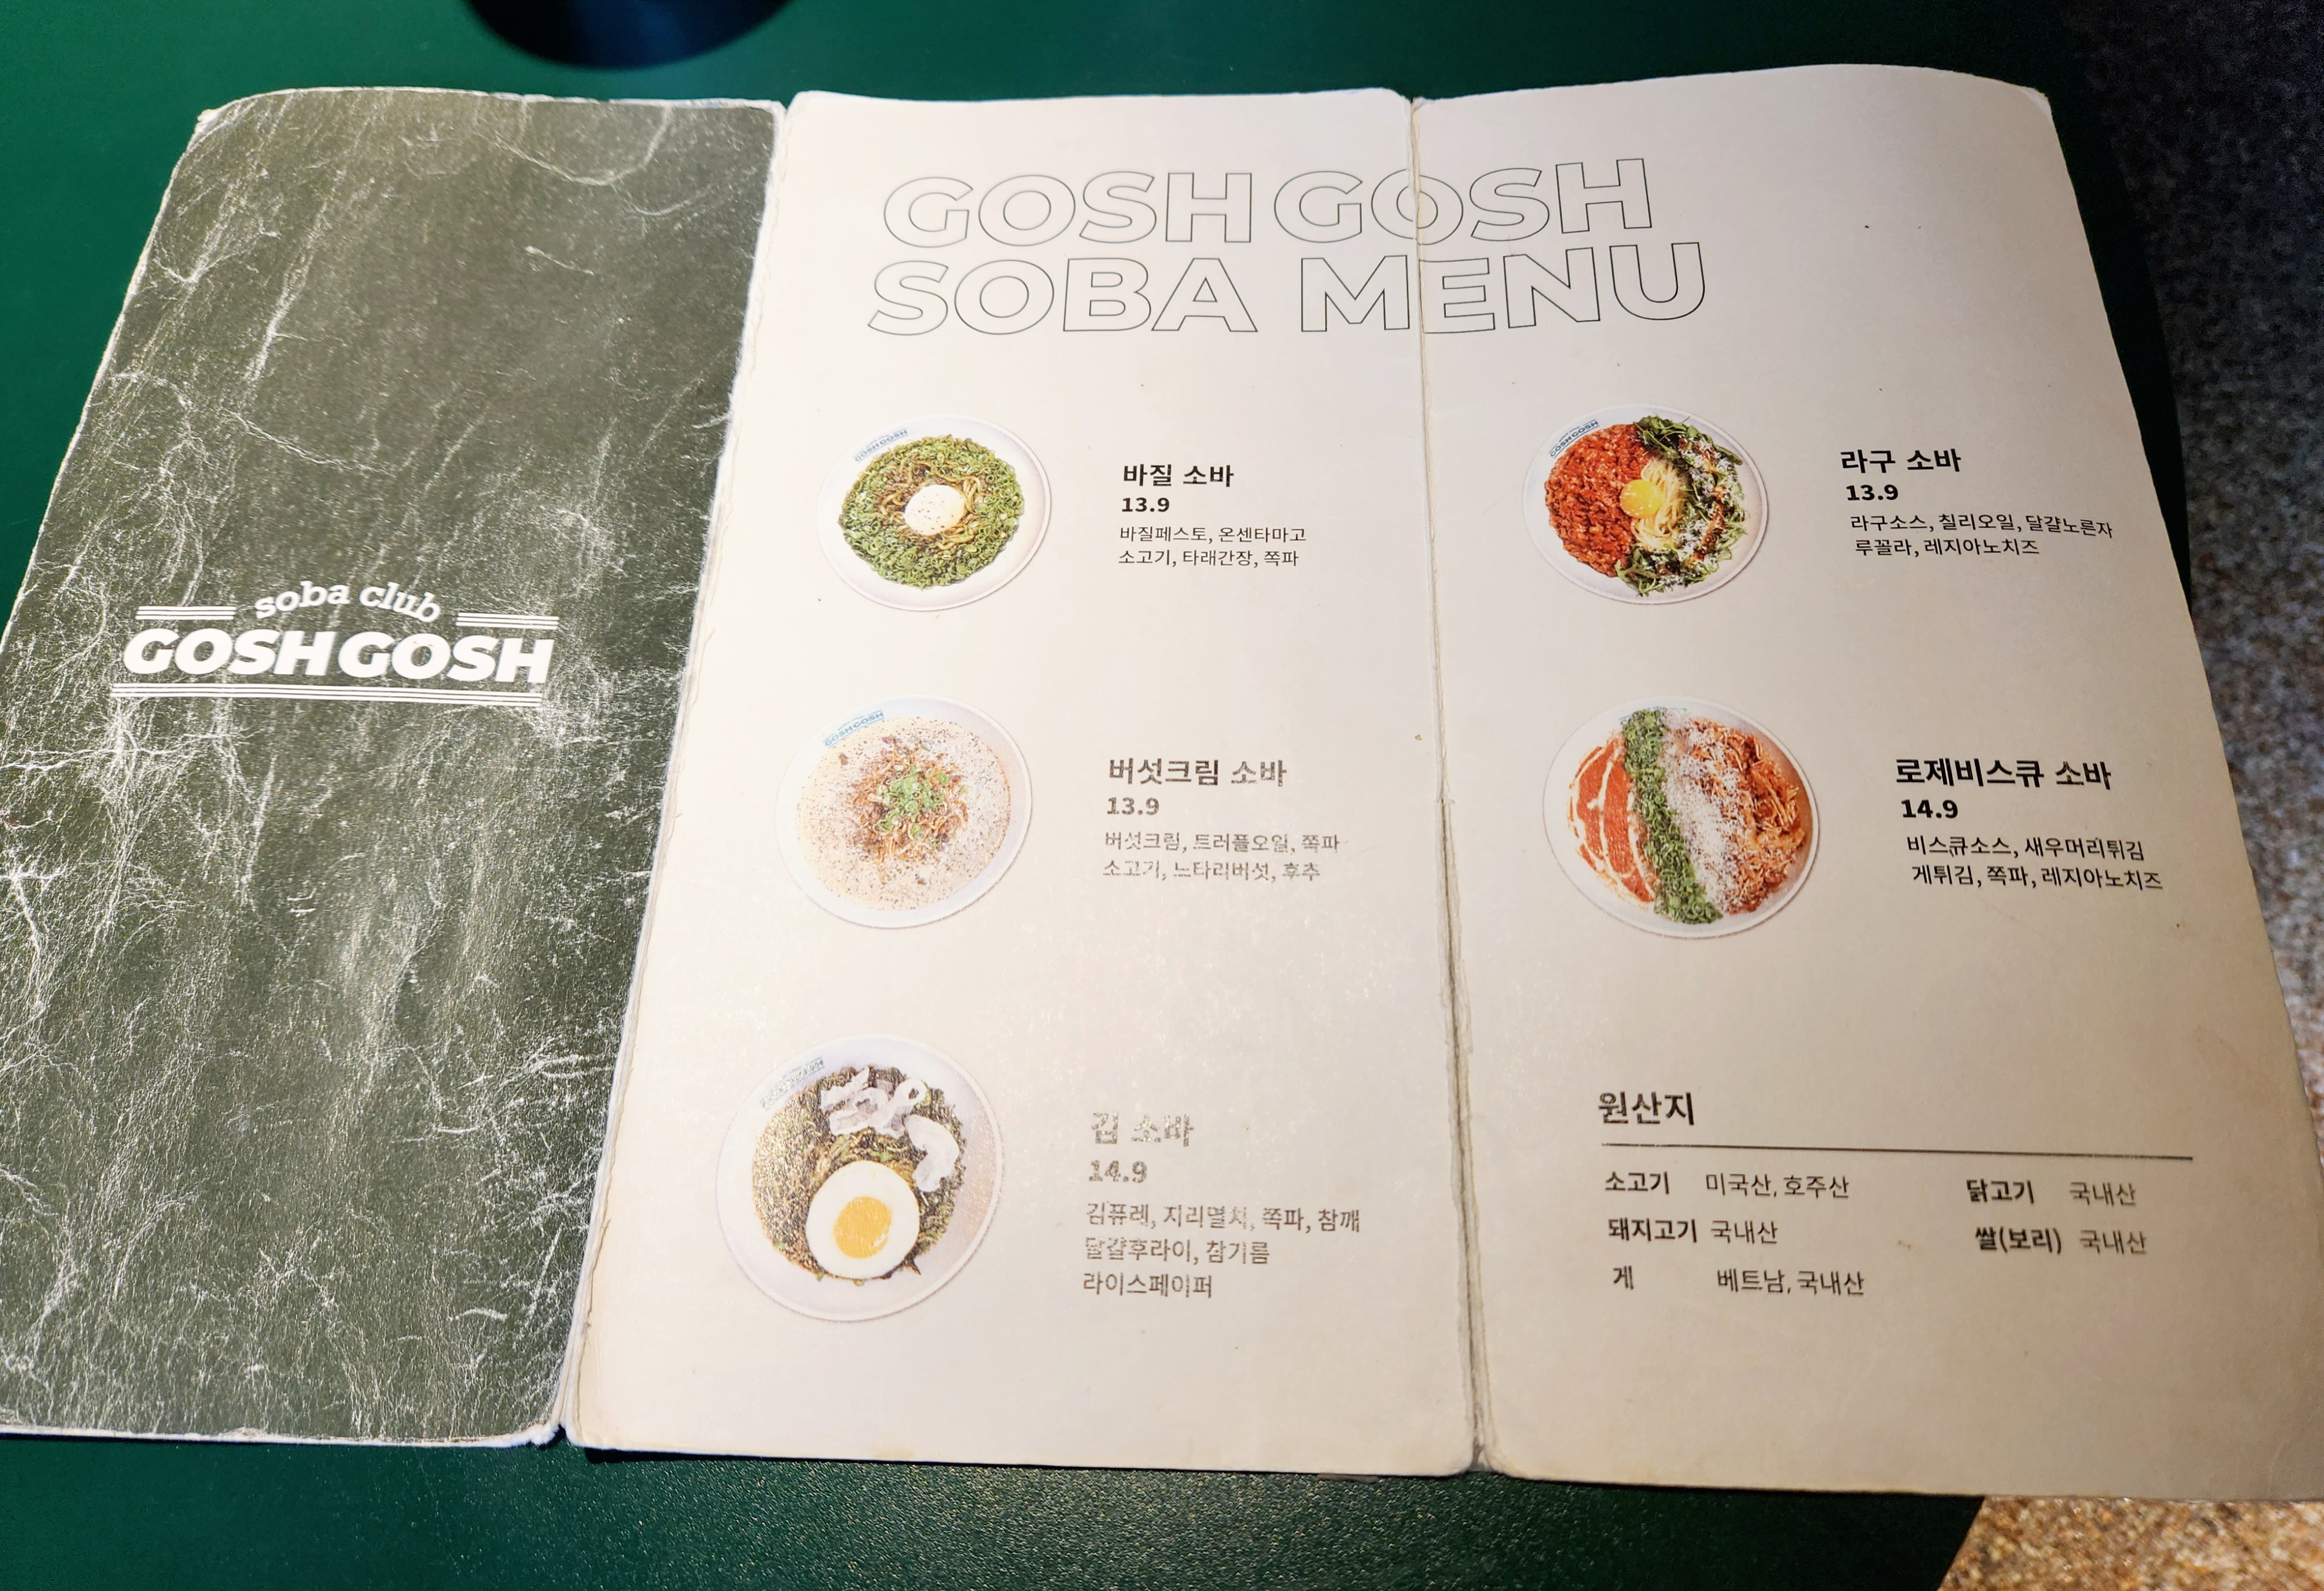 soba club
GOSH GOSH
GOSH GOSH
SOBA MENU
바질 소바
13.9
바질페스토, 온센타마고
소고기, 타래간장, 쪽파
버섯크림 소바
13.9
버섯크림, 트러플오일, 쪽파
소고기, 느타리버섯, 후추
김 소바
14.9
김퓨레, 지리멸치, 쪽파, 참깨
달걀후라이, 참기름
라이스페이퍼
라구 소바
13.9
라구소스, 칠리오일, 달걀노른자
루꼴라, 레지아노치즈
로제비스큐 소바
14.9
비스큐소스, 새우머리튀김
게튀김, 쪽파, 레지아노치즈
원산지
소고기 미국산, 호주산 닭고기 국내산
돼지고기 국내산 쌀(보리) 국내산
게 베트남, 국내산
GOSH GOSH
GOSH GOSH
GOSH GOSH